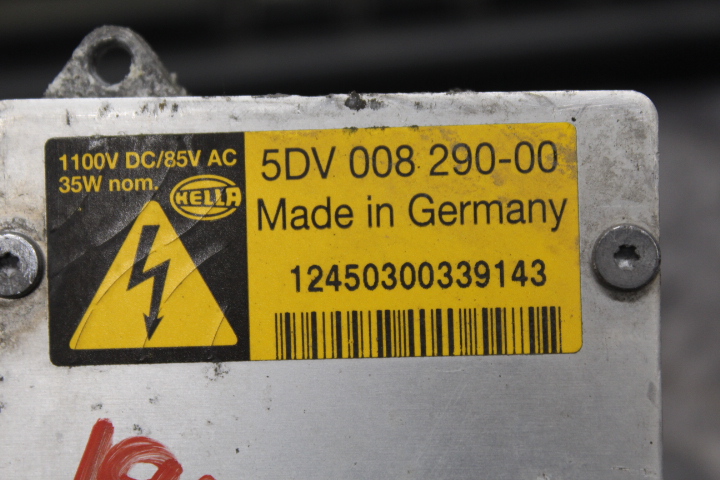 1100V DC/85V AC
35W nom.
HELLA
5DV 008 290-00
Made in Germany
12450300339143